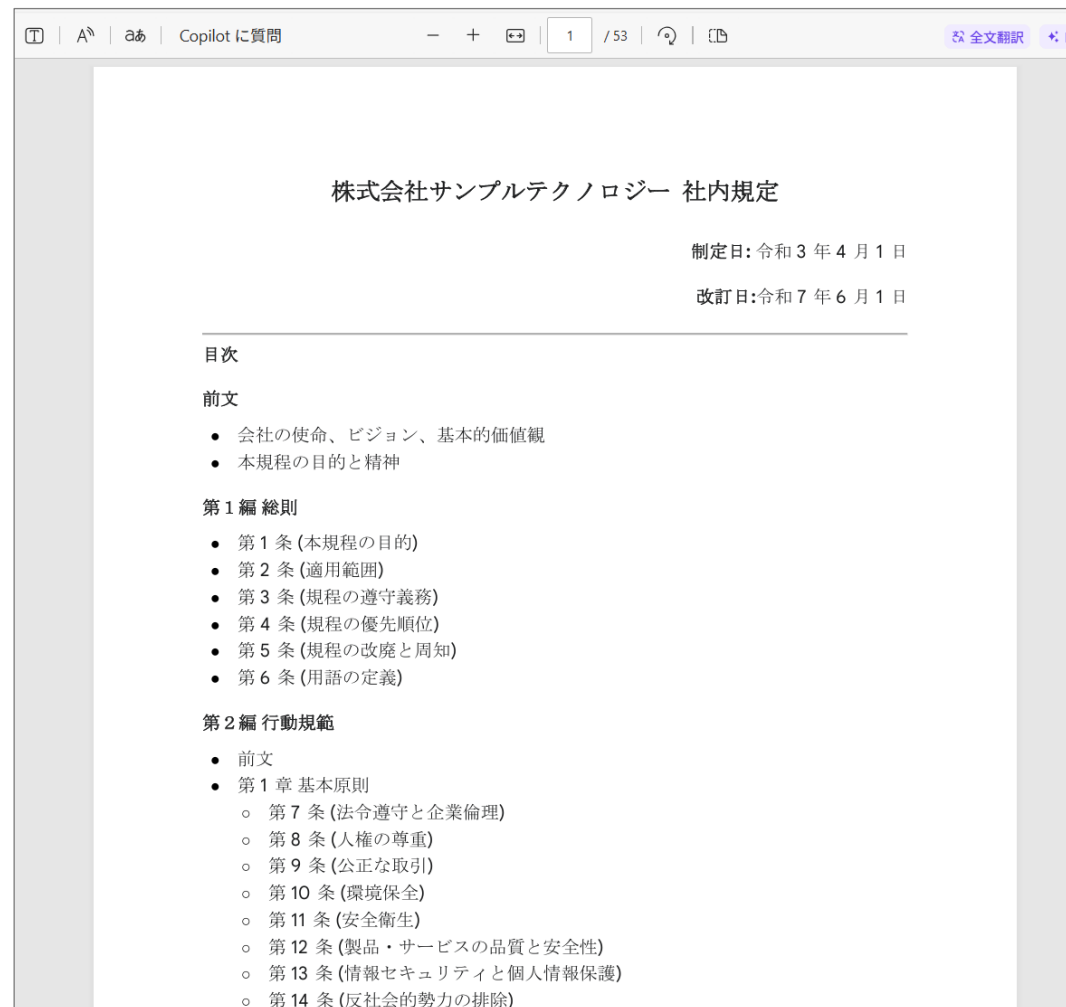 aあ Copilot に質問 1 / 53 全文翻訳
株式会社サンプルテクノロジー 社内規定
制定日: 令和 3 年 4 月 1 日
改訂日:令和 7 年 6 月 1 日
目次
前文
● 会社の使命、ビジョン、基本的価値観
● 本規程の目的と精神
第 1 編 総則
● 第 1 条 (本規程の目的)
● 第 2 条 (適用範囲)
● 第 3 条 (規程の遵守義務)
● 第 4 条 (規程の優先順位)
● 第 5 条 (規程の改廃と周知)
● 第 6 条 (用語の定義)
第 2 編 行動規範
● 前文
● 第 1 章 基本原則
○ 第 7 条 (法令遵守と企業倫理)
○ 第 8 条 (人権の尊重)
○ 第 9 条 (公正な取引)
○ 第 10 条 (環境保全)
○ 第 11 条 (安全衛生)
○ 第 12 条 (製品・サービスの品質と安全性)
○ 第 13 条 (情報セキュリティと個人情報保護)
○ 第 14 条 (反社会的勢力の排除)